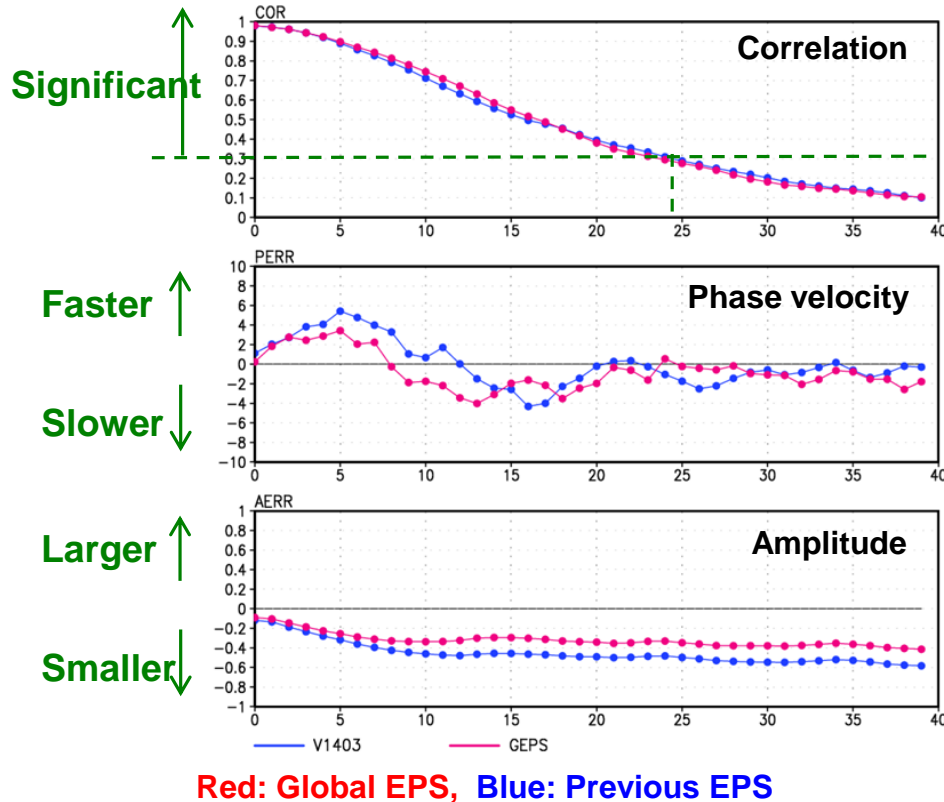 COR
Correlation
Significant
1
0.9
0.8
0.7
0.6
0.5
0.4
0.3
0.2
0.1
0
0 5 10 15 20 25 30 35 40
PERR
Phase velocity
Faster
Slower
10
8
6
4
2
0
-2
-4
-6
-8
-10
0 5 10 15 20 25 30 35 40
AERR
Amplitude
Larger
Smaller
1
0.8
0.6
0.4
0.2
0
-0.2
-0.4
-0.6
-0.8
-1
0 5 10 15 20 25 30 35 40
V1403 GEPS
Red: Global EPS, Blue: Previous EPS